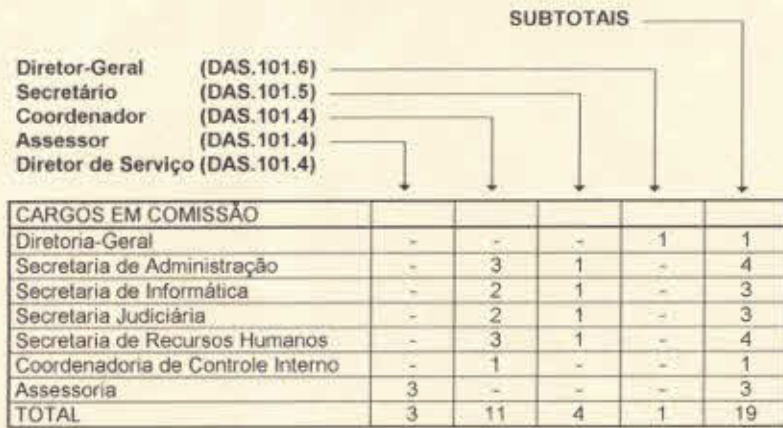 SUBTOTAIS
Diretor-Geral (DAS.101.6)
Secretário (DAS.101.5)
Coordenador (DAS.101.4)
Assessor (DAS.101.4)
Diretor de Serviço (DAS.101.4)
CARGOS EM COMISSÃO
Diretoria-Geral - - - 1 1
Secretaria de Administração - 3 1 - 4
Secretaria de Informática - 2 1 - 3
Secretaria Judiciária - 2 1 - 3
Secretaria de Recursos Humanos - 3 1 - 4
Coordenadoria de Controle Interno - 1 - - 1
Assessoria 3 - - - 3
TOTAL 3 11 4 1 19